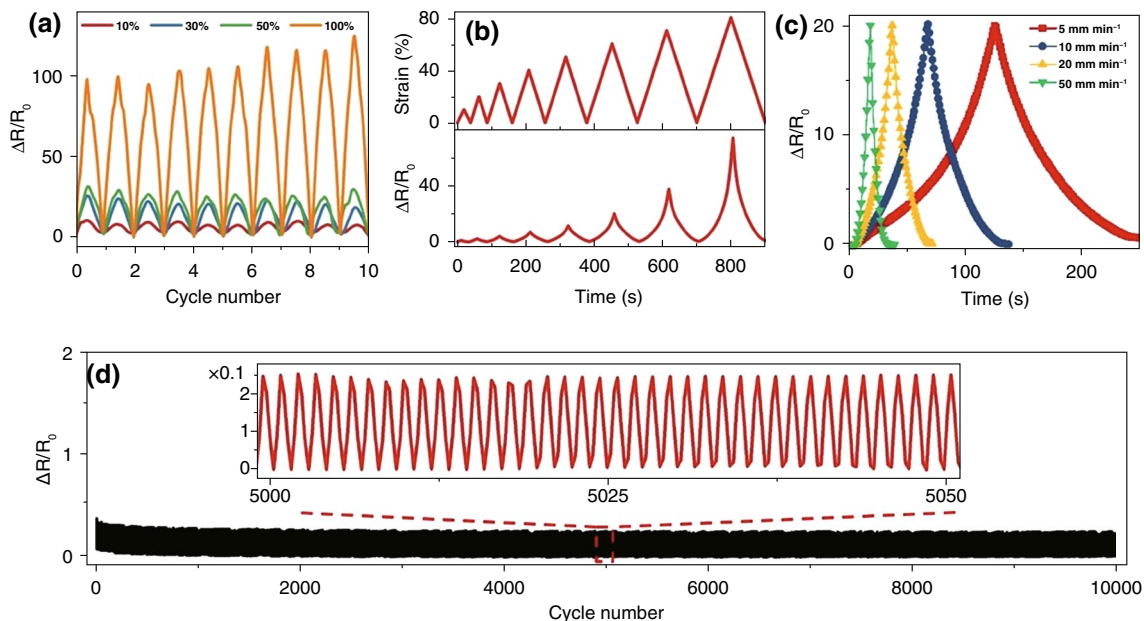 (a)
10% 30% 50% 100%
100
50
0
ΔR/R₀
0 2 4 6 8 10
Cycle number
(b)
80
40
0
Strain (%)
40
0
ΔR/R₀
0 200 400 600 800
Time (s)
(c)
20
10
0
ΔR/R₀
5 mm min⁻¹
10 mm min⁻¹
20 mm min⁻¹
50 mm min⁻¹
0 100 200
Time (s)
(d)
2
1
0
ΔR/R₀
×0.1
2
1
0
5000 5025 5050
0 2000 4000 6000 8000 10000
Cycle number